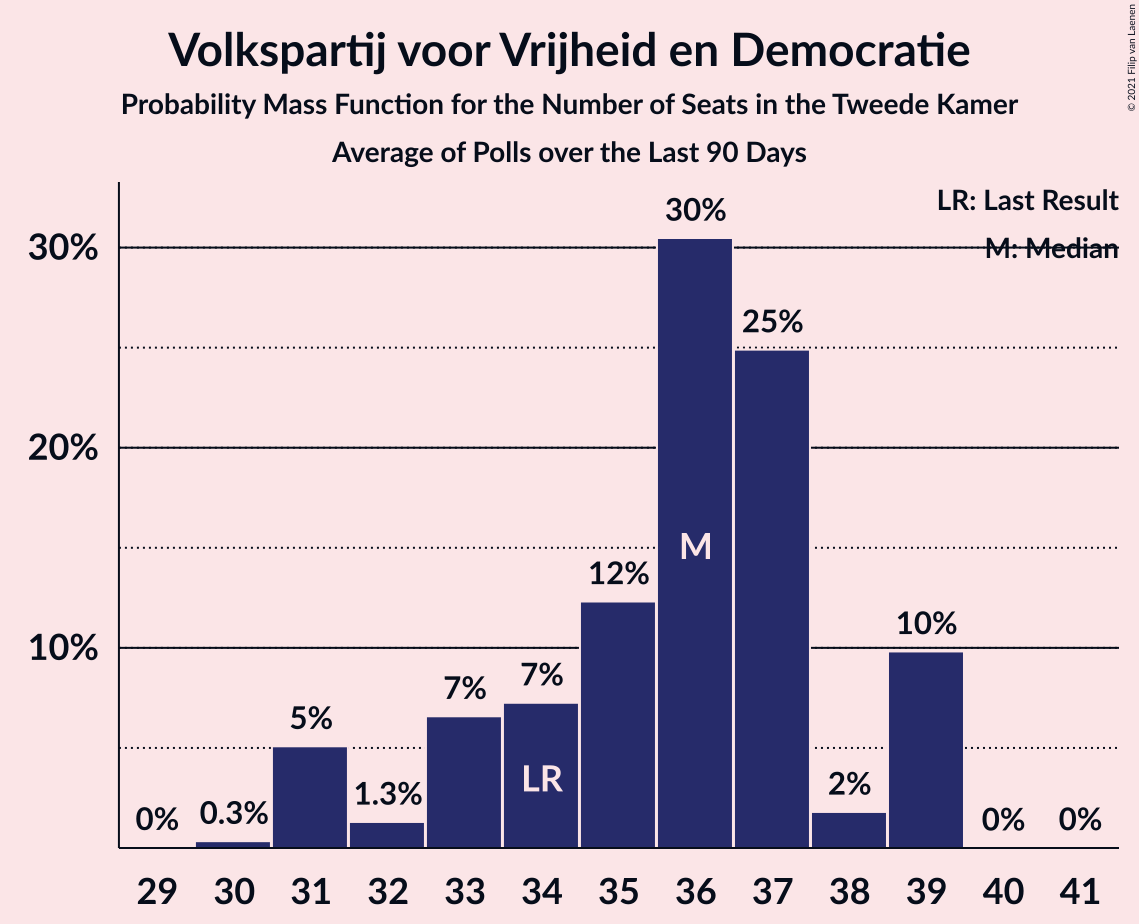 Volkspartij voor Vrijheid en Democratie
Probability Mass Function for the Number of Seats in the Tweede Kamer
Average of Polls over the Last 90 Days
© 2021 Filip van Laenen
LR: Last Result
M: Median
30%
20%
10%
0%
0.3%
5%
1.3%
7%
7%
12%
30%
25%
2%
10%
0%
0%
LR
M
29 30 31 32 33 34 35 36 37 38 39 40 41